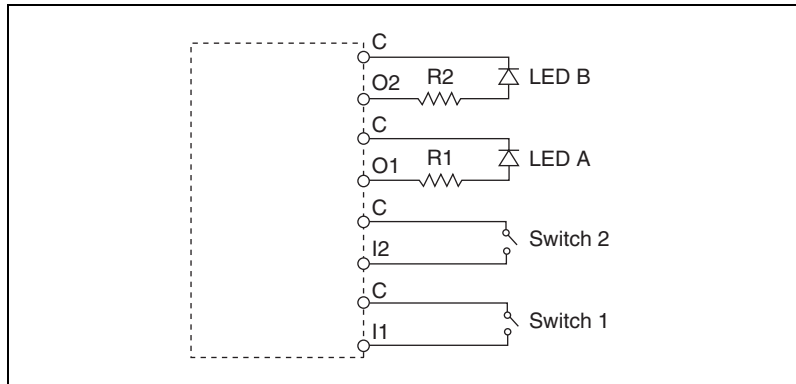 C
O2 R2 LED B
C
O1 R1 LED A
C
I2 Switch 2
C
I1 Switch 1